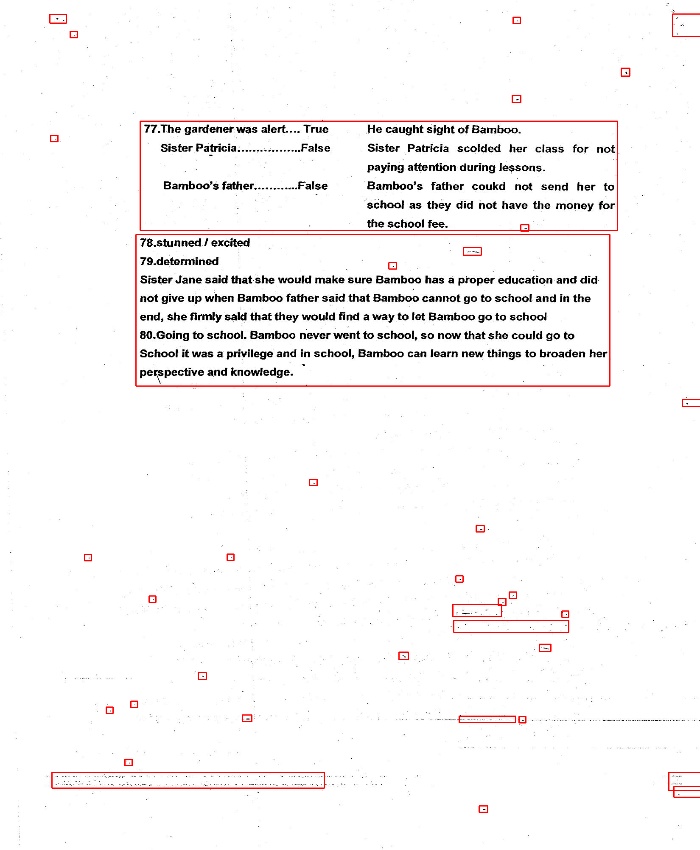 77.The gardener was alert.... True He caught sight of Bamboo.
Sister Patricia.................False Sister Patricia scolded her class for not
paying attention during lessons.
Bamboo's father...........False Bamboo's father could not send her to
school as they did not have the money for
the school fee.
78.stunned / excited
79.determined
Sister Jane said that she would make sure Bamboo has a proper education and did
not give up when Bamboo father said that Bamboo cannot go to school and in the
end, she firmly said that they would find a way to let Bamboo go to school
80.Going to school. Bamboo never went to school, so now that she could go to
School it was a privilege and in school, Bamboo can learn new things to broaden her
perspective and knowledge.